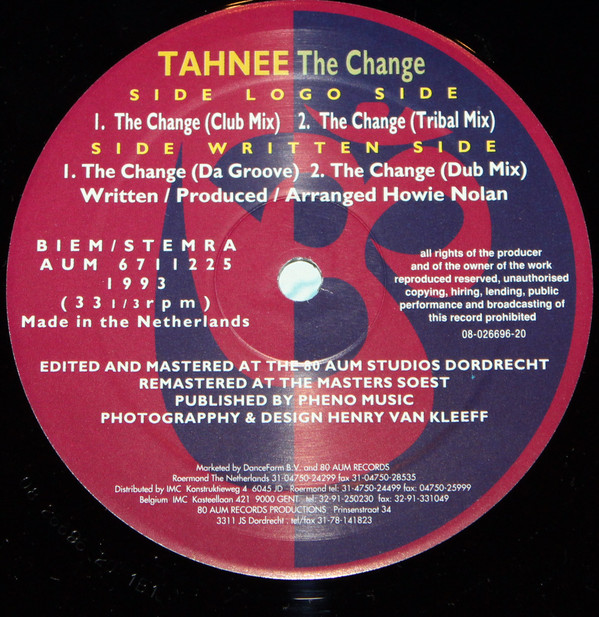 TAHNEE The Change
SIDE LOGO SIDE
1. The Change (Club Mix) 2. The Change (Tribal Mix)
SIDE WRITTEN SIDE
1. The Change (Da Groove) 2. The Change (Dub Mix)
Written / Produced / Arranged Howie Nolan
BIEM/STEMRA
AUM 6711225
1993
(33 1/3 rpm)
Made in the Netherlands
all rights of the producer
and of the owner of the work
reproduced reserved, unauthorised
copying, hiring, lending, public
performance and broadcasting of
this record prohibited
08-026696-20
EDITED AND MASTERED AT THE 80 AUM STUDIOS DORDRECHT
REMASTERED AT THE MASTERS SOEST
PUBLISHED BY PHENO MUSIC
PHOTOGRAPPHY & DESIGN HENRY VAN KLEEFF
Marketed by DanceFarm B.V. and 80 AUM RECORDS
Roermond The Netherlands 31-04750-24299 fax 31-04750-28535
Distributed by IMC Konstruktieweg 4 6045 JD Roermond tel: 31-4750-24499 fax: 04750-25999
Belgium IMC Kasteellaan 421 9000 GENT tel: 32-91-250230 fax: 32-91-331049
80 AUM RECORDS PRODUCTIONS Prinsenstraat 34
3311 JS Dordrecht : tel/fax 31-78-141823